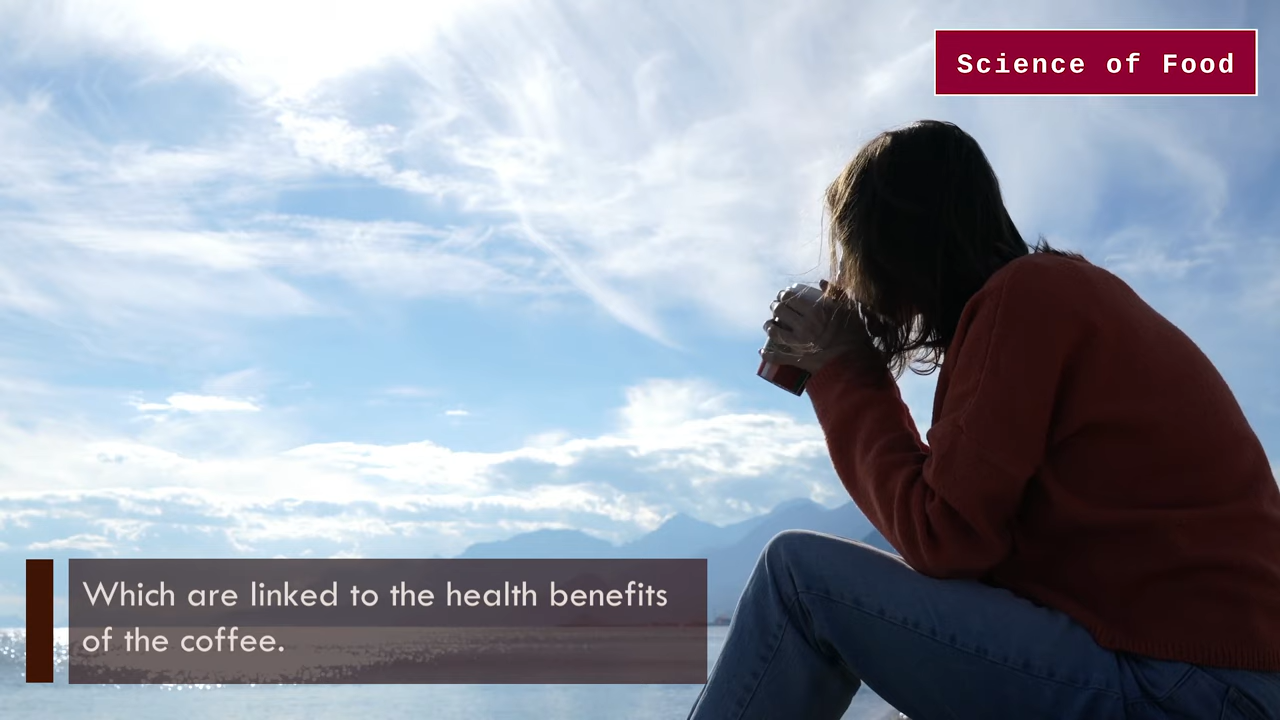 Science of Food
Which are linked to the health benefits
of the coffee.